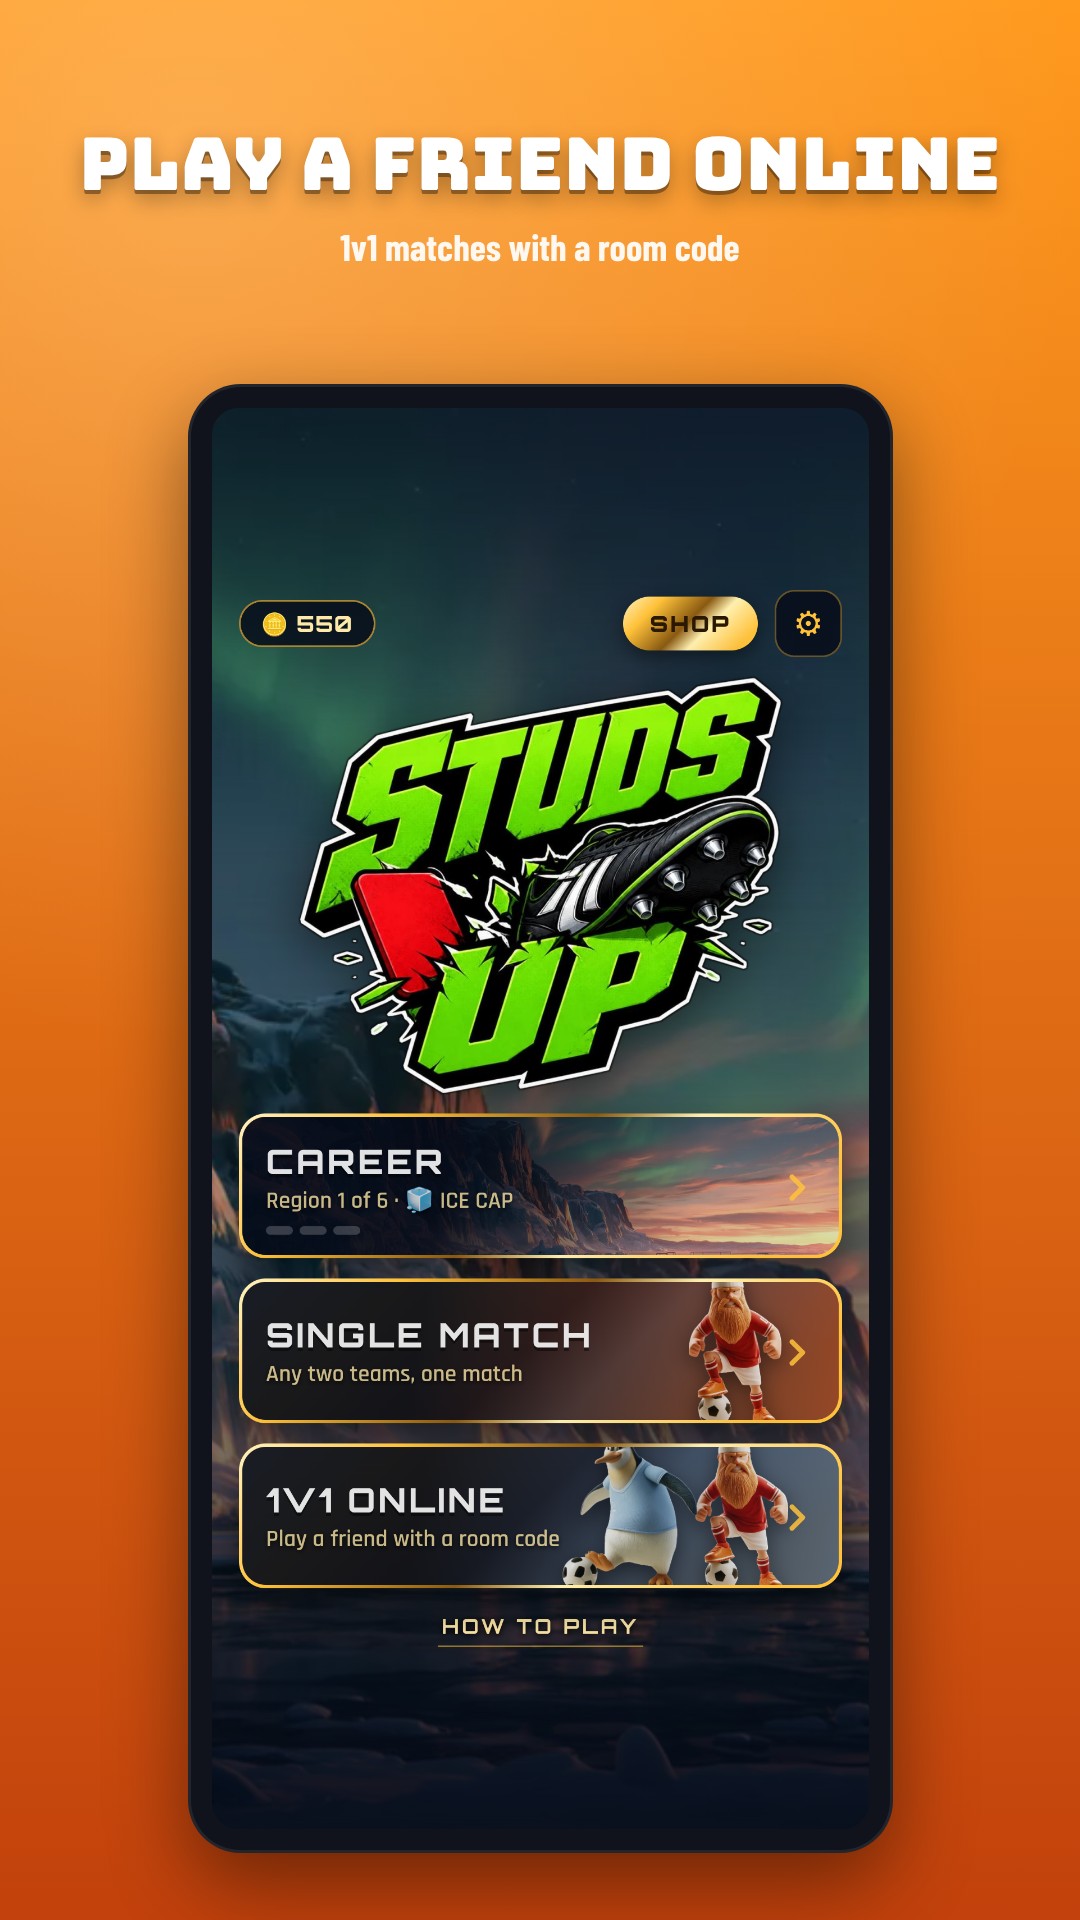 PLAY A FRIEND ONLINE
1v1 matches with a room code
550
SHOP
STUDS
UP
CAREER
Region 1 of 6 · ICE CAP
SINGLE MATCH
Any two teams, one match
1V1 ONLINE
Play a friend with a room code
HOW TO PLAY